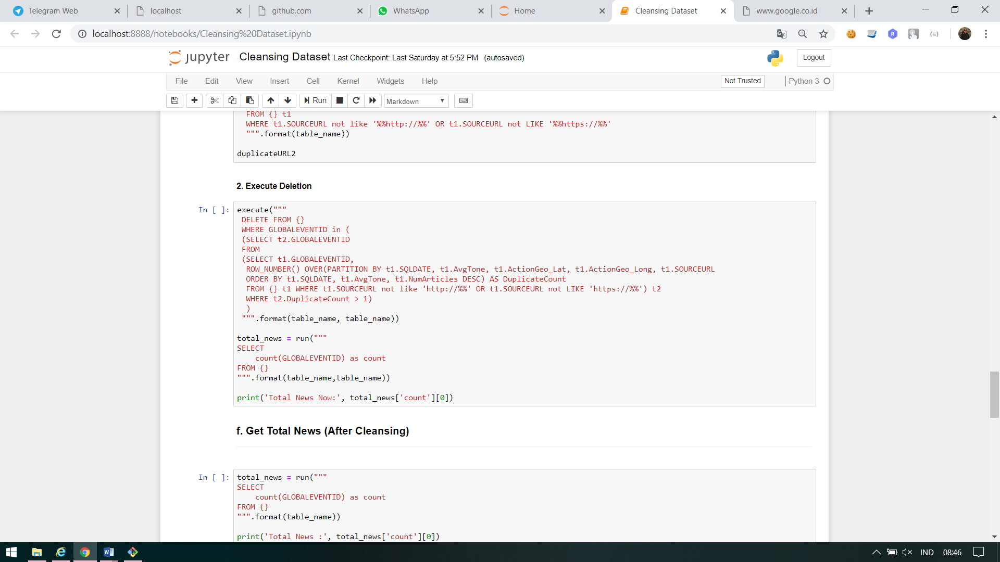 Telegram Web
localhost
github.com
WhatsApp
Home
Cleansing Dataset
www.google.co.id
localhost:8888/notebooks/Cleansing%20Dataset.ipynb
jupyter Cleansing Dataset Last Checkpoint: Last Saturday at 5:52 PM (autosaved)
Logout
File Edit View Insert Cell Kernel Widgets Help
Not Trusted
Python 3
Run
Markdown
FROM {} t1
WHERE t1.SOURCEURL not like '%%http://%%' OR t1.SOURCEURL not LIKE '%%https://%%'
""".format(table_name))
duplicateURL2
2. Execute Deletion
In [ ]: execute("""
DELETE FROM {}
WHERE GLOBALEVENTID in (
(SELECT t2.GLOBALEVENTID
FROM
(SELECT t1.GLOBALEVENTID,
ROW_NUMBER() OVER(PARTITION BY t1.SQLDATE, t1.AvgTone, t1.ActionGeo_Lat, t1.ActionGeo_Long, t1.SOURCEURL
ORDER BY t1.SQLDATE, t1.AvgTone, t1.NumArticles DESC) AS DuplicateCount
FROM {} t1 WHERE t1.SOURCEURL not like 'http://%%' OR t1.SOURCEURL not LIKE 'https://%%') t2
WHERE t2.DuplicateCount > 1)
)
""".format(table_name, table_name))
total_news = run("""
SELECT
count(GLOBALEVENTID) as count
FROM {}
""".format(table_name,table_name))
print('Total News Now:', total_news['count'][0])
f. Get Total News (After Cleansing)
In [ ]: total_news = run("""
SELECT
count(GLOBALEVENTID) as count
FROM {}
""".format(table_name))
print('Total News :', total_news['count'][0])
IND 08:46